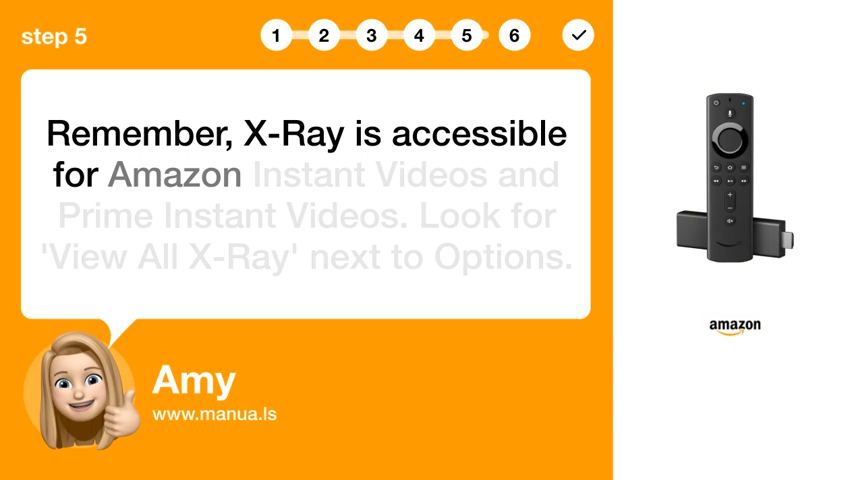 step 5
1 2 3 4 5 6
Remember, X-Ray is accessible
for Amazon Instant Videos and
Prime Instant Videos. Look for
'View All X-Ray' next to Options.
Amy
www.manua.ls
amazon